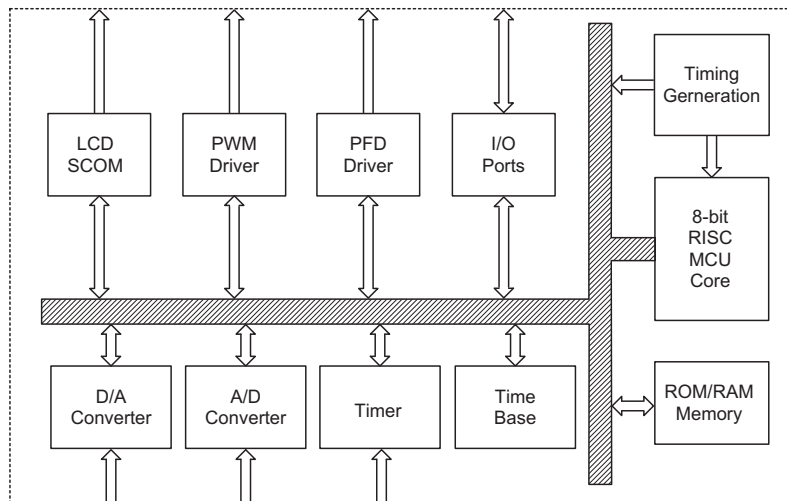 LCD
SCOM
PWM
Driver
PFD
Driver
I/O
Ports
Timing
Gerneration
8-bit
RISC
MCU
Core
D/A
Converter
A/D
Converter
Timer
Time
Base
ROM/RAM
Memory